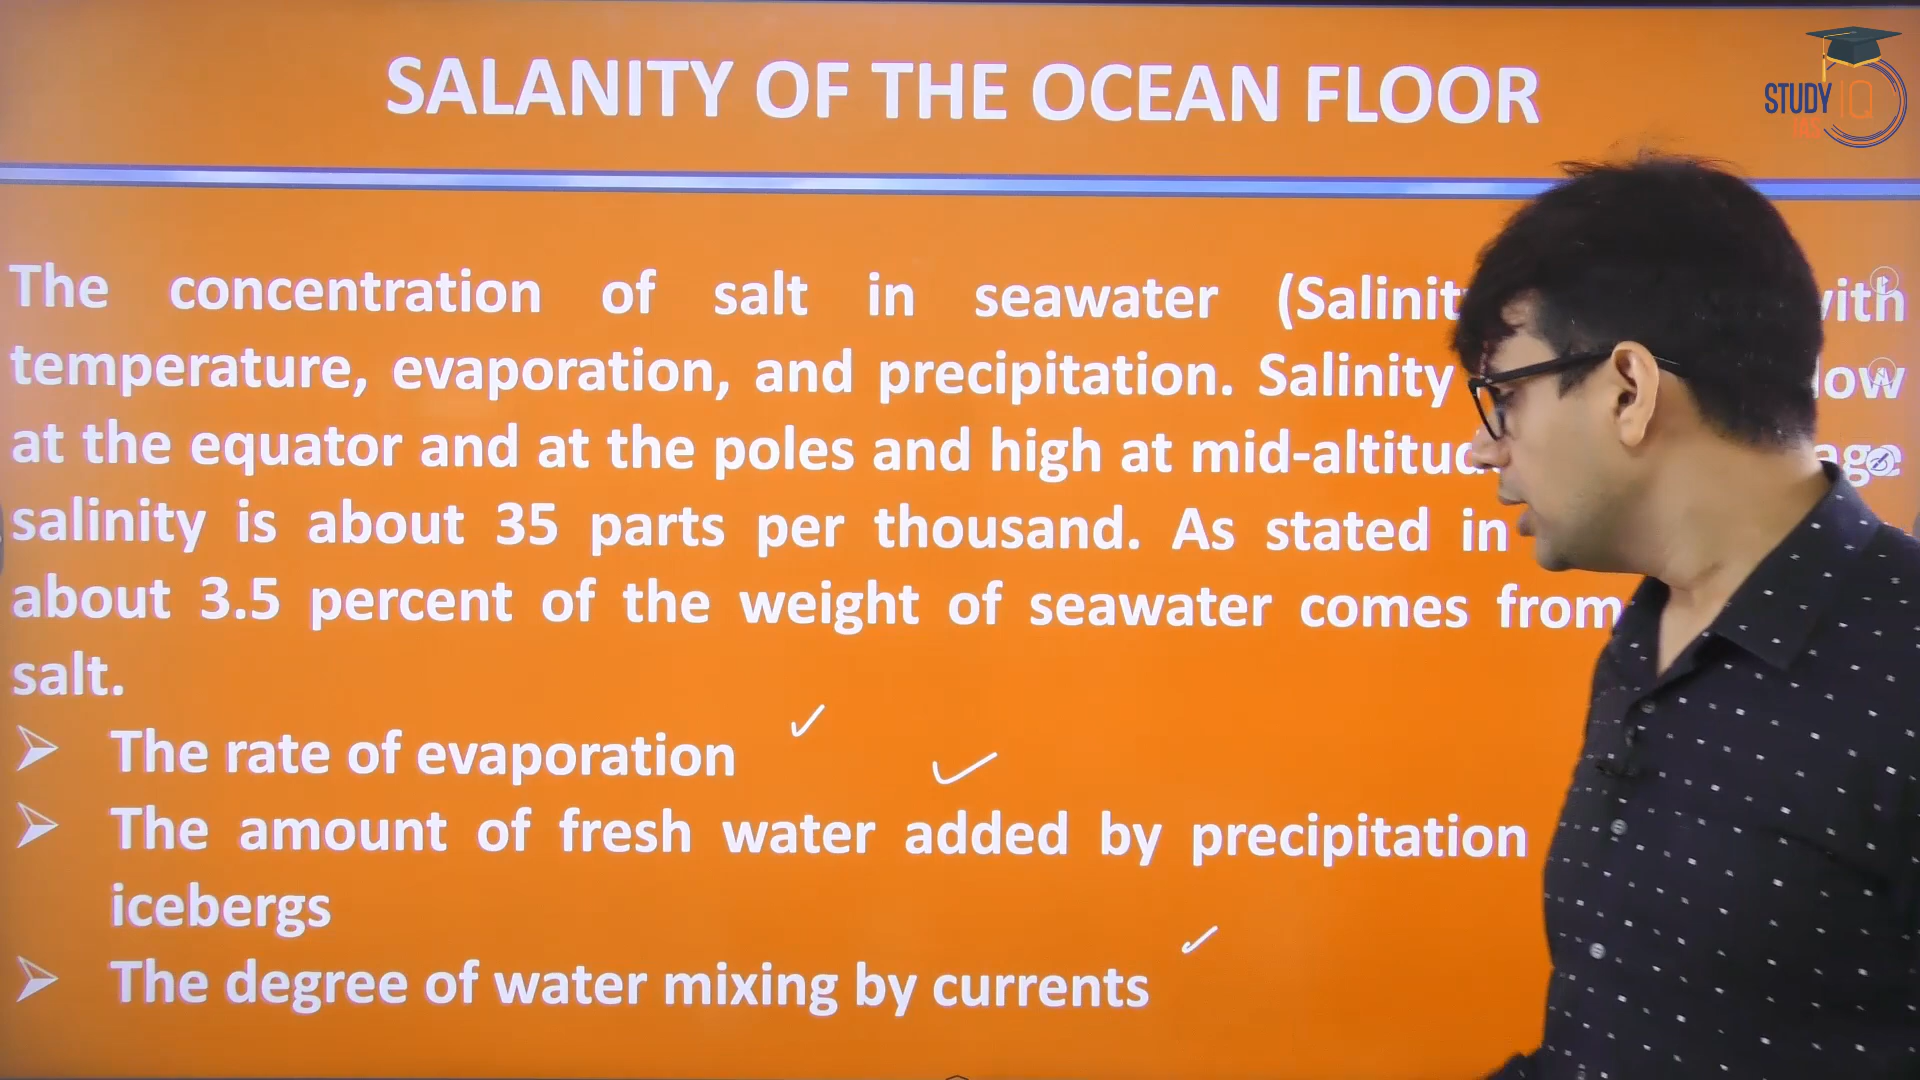 SALANITY OF THE OCEAN FLOOR
STUDY IQ
IAS
The concentration of salt in seawater (Salinit with
temperature, evaporation, and precipitation. Salinity low
at the equator and at the poles and high at mid-altitud age
salinity is about 35 parts per thousand. As stated in
about 3.5 percent of the weight of seawater comes from
salt.
The rate of evaporation
The amount of fresh water added by precipitation
icebergs
The degree of water mixing by currents